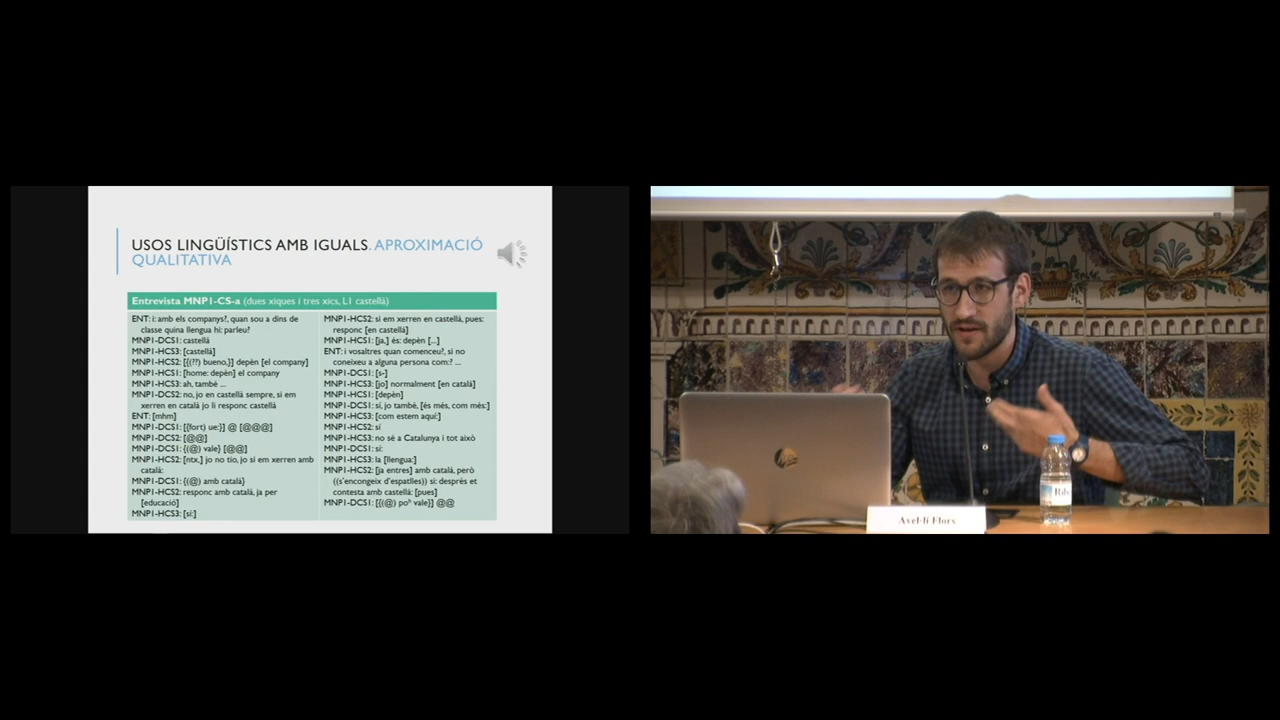 USOS LINGÜÍSTICS AMB IGUALS. APROXIMACIÓ
QUALITATIVA
Entrevista MNP1-CS-a (dues xiques i tres xics, L1 castellà)
ENT: i: amb els companys?, quan sou a dins de
classe quina llengua hi: parleu?
MNP1-DCS1: castellà
MNP1-HCS3: [castellà]
MNP1-HCS2: [{(??) bueno,}] depèn [el company]
MNP1-HCS1: [home: depèn] el company
MNP1-HCS3: ah, també ...
MNP1-DCS2: no, jo en castellà sempre, si em
xerren en català jo li responc castellà
ENT: [mhm]
MNP1-DCS1: [{(fort) ue:}] @ [@@@]
MNP1-DCS2: [@@]
MNP1-DCS1: {(@) vale} [@@]
MNP1-HCS2: [ntx,] jo no tio, jo si em xerren amb
català:
MNP1-DCS1: {(@) amb català}
MNP1-HCS2: responc amb català, ja per
[educació]
MNP1-HCS3: [sí:]
MNP1-HCS2: si em xerren en castellà, pues:
responc [en castellà]
MNP1-HCS1: [ja,] és: depèn [...]
ENT: i vosaltres quan comenceu?, si no
coneixeu a alguna persona com:? ...
MNP1-DCS1: [s-]
MNP1-HCS3: [jo] normalment [en català]
MNP1-HCS1: [depèn]
MNP1-DCS1: sí, jo també, [és més, com més:]
MNP1-HCS3: [com estem aquí:]
MNP1-HCS2: sí
MNP1-HCS3: no sé a Catalunya i tot això
MNP1-DCS1: sí:
MNP1-HCS3: la [llengua:]
MNP1-HCS2: [ja entres] amb català, però
((s'encongeix d'espatlles)) si: després et
contesta amb castellà: [pues]
MNP1-DCS1: [{(@) poʰ vale}] @@
Avel·lí Flors
hp